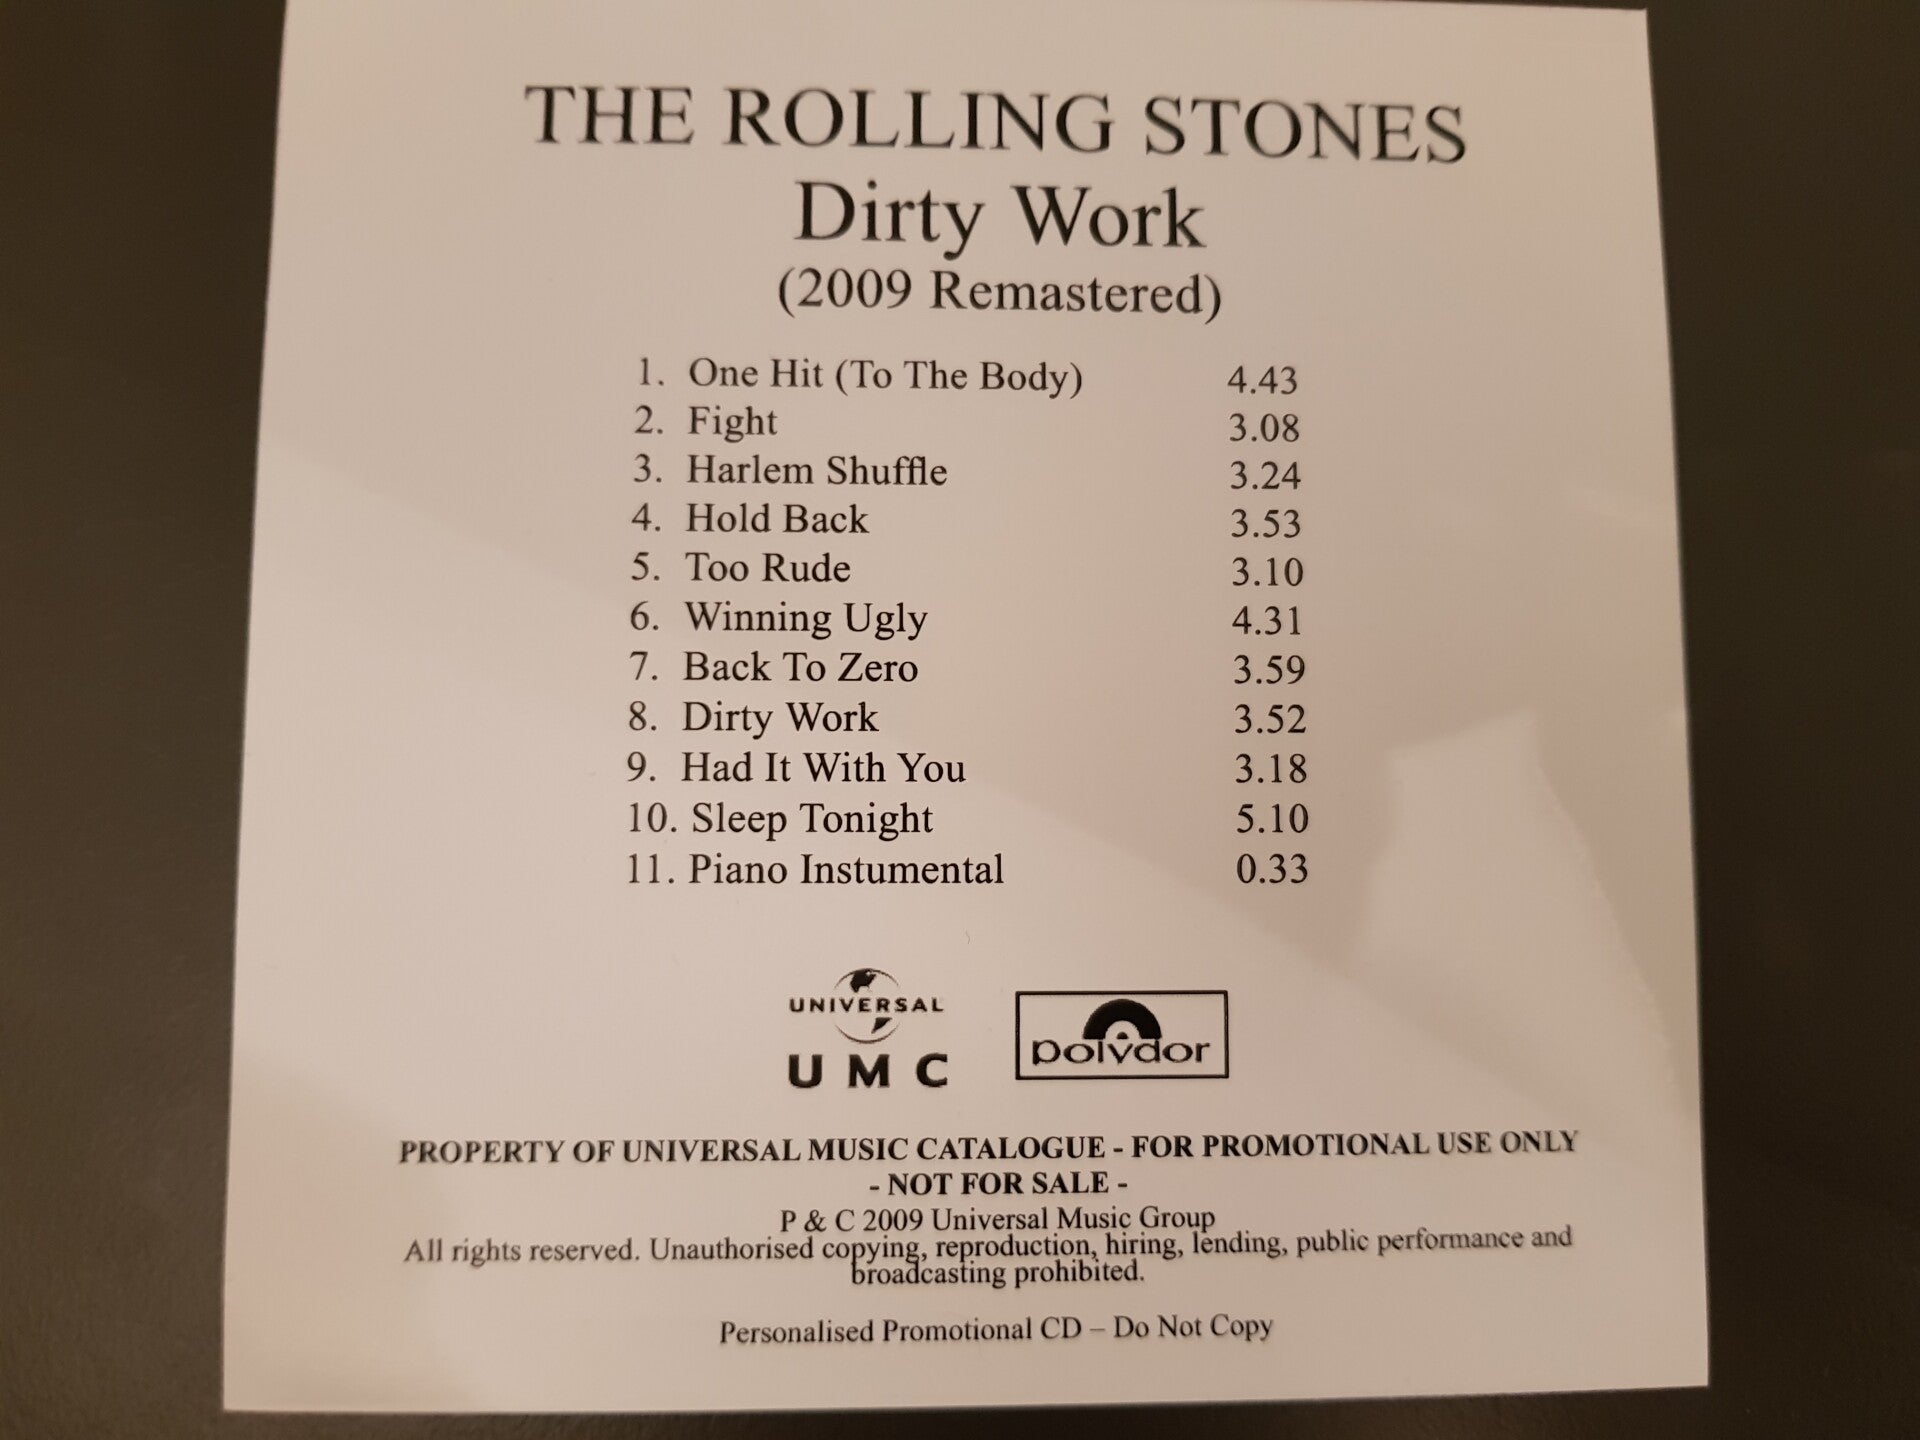 THE ROLLING STONES
Dirty Work
(2009 Remastered)
1. One Hit (To The Body) 4.43
2. Fight 3.08
3. Harlem Shuffle 3.24
4. Hold Back 3.53
5. Too Rude 3.10
6. Winning Ugly 4.31
7. Back To Zero 3.59
8. Dirty Work 3.52
9. Had It With You 3.18
10. Sleep Tonight 5.10
11. Piano Instumental 0.33
UNIVERSAL
UMC
polydor
PROPERTY OF UNIVERSAL MUSIC CATALOGUE - FOR PROMOTIONAL USE ONLY
- NOT FOR SALE -
P & C 2009 Universal Music Group
All rights reserved. Unauthorised copying, reproduction, hiring, lending, public performance and
broadcasting prohibited.
Personalised Promotional CD – Do Not Copy